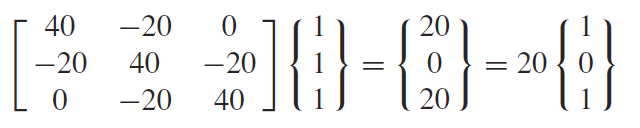 40 −20 0 1 20 1
−20 40 −20 1 = 0 = 20 0
0 −20 40 1 20 1